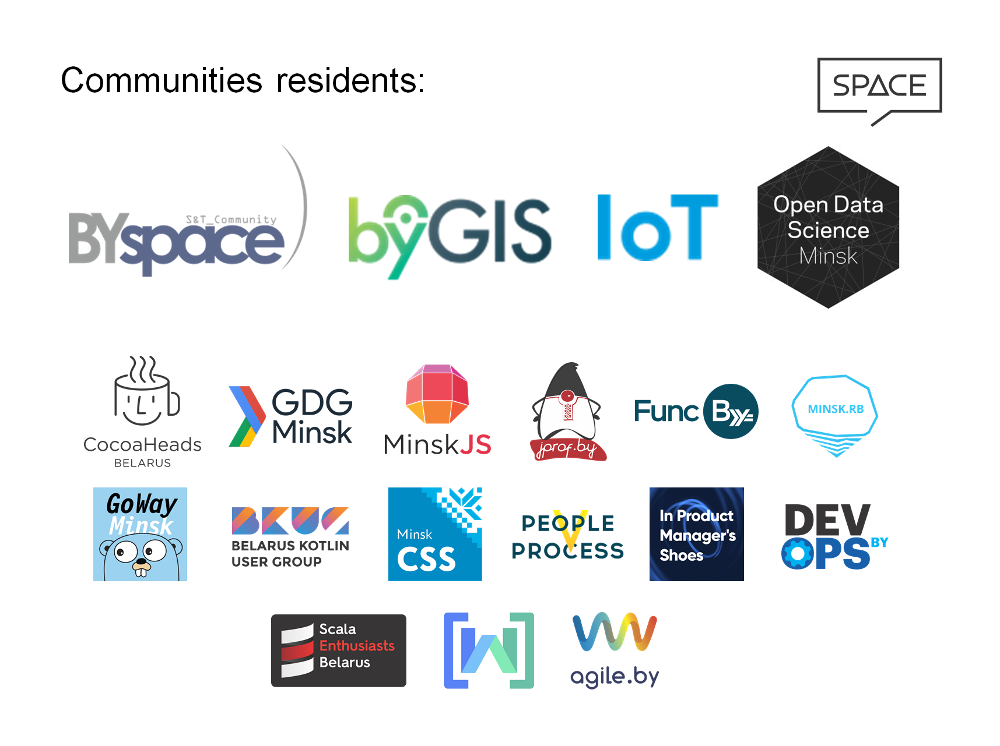 Communities residents:
SPACE
BYspace
S&T_Community
byGIS
IoT
Open Data
Science
Minsk
CocoaHeads
BELARUS
GDG
Minsk
MinskJS
jprof.by
Func By
MINSK.RB
GoWay
Minsk
BKUG
BELARUS KOTLIN
USER GROUP
Minsk
CSS
PEOPLE
V
PROCESS
In Product
Manager's
Shoes
DEV
OPS BY
Scala
Enthusiasts
Belarus
[W]
agile.by